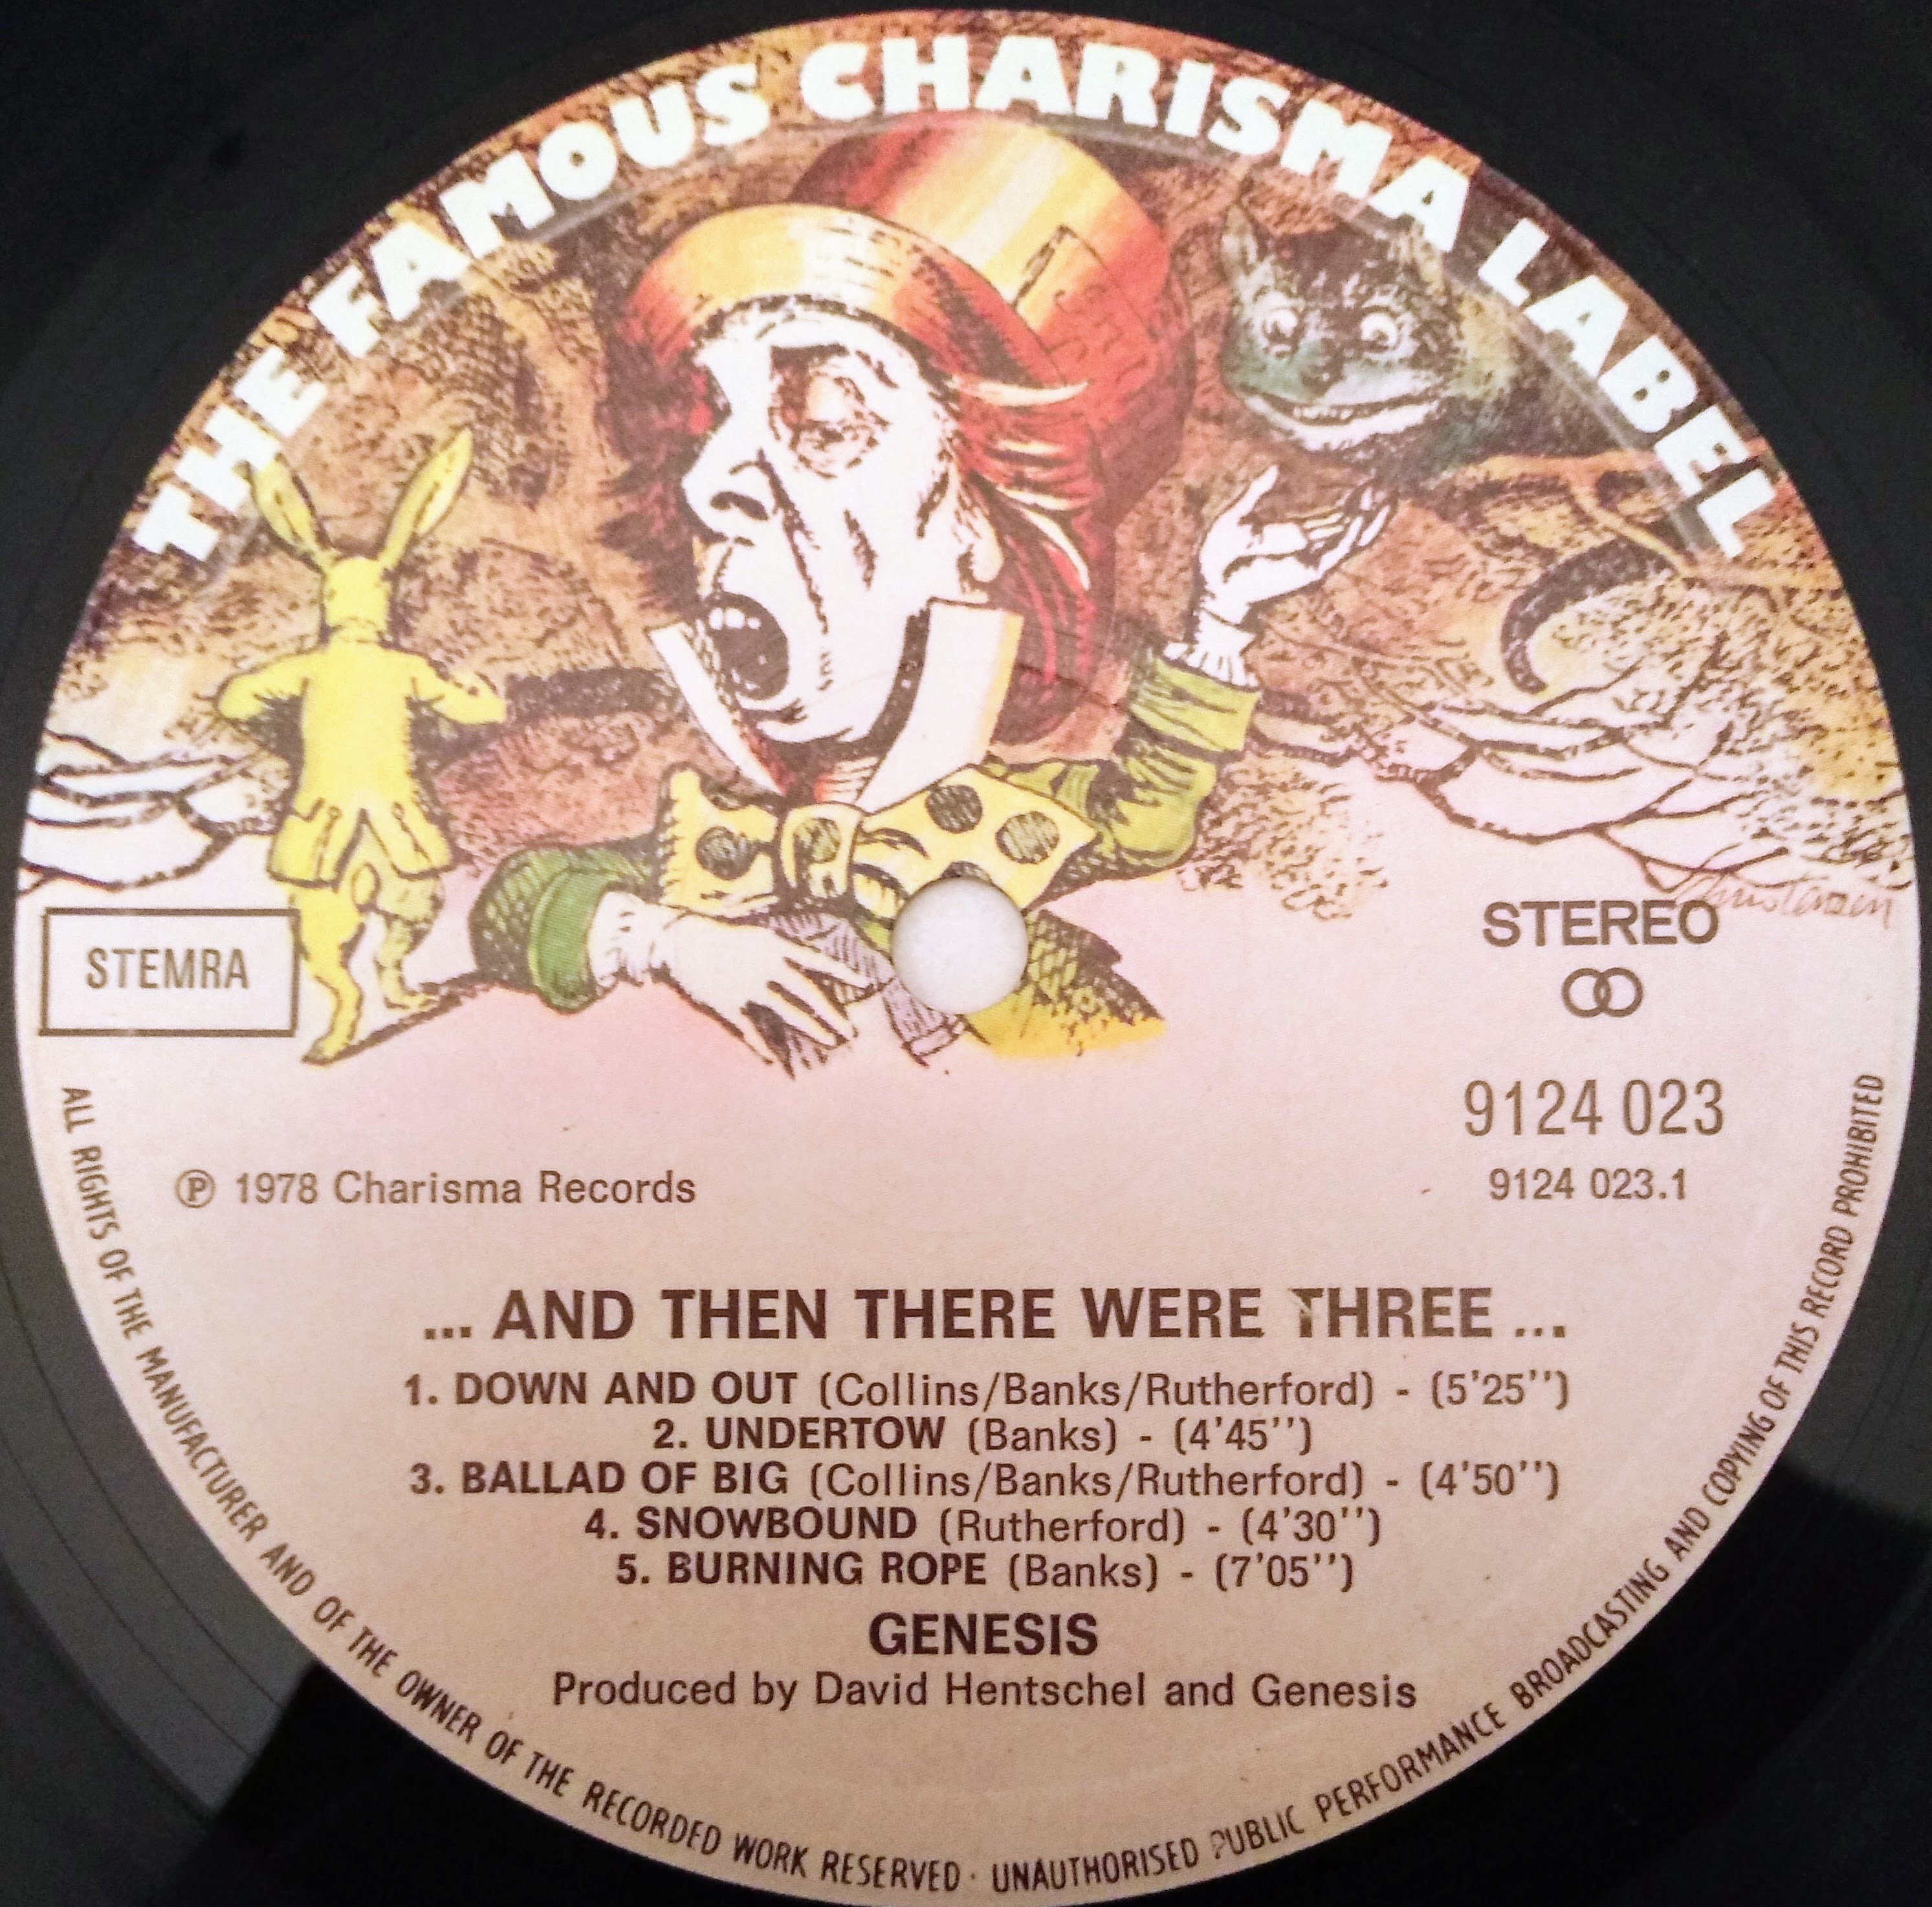 THE FAMOUS CHARISMA LABEL
STEMRA
STEREO
9124 023
9124 023.1
℗ 1978 Charisma Records
... AND THEN THERE WERE THREE ...
1. DOWN AND OUT (Collins/Banks/Rutherford) - (5'25'')
2. UNDERTOW (Banks) - (4'45'')
3. BALLAD OF BIG (Collins/Banks/Rutherford) - (4'50'')
4. SNOWBOUND (Rutherford) - (4'30'')
5. BURNING ROPE (Banks) - (7'05'')
GENESIS
Produced by David Hentschel and Genesis
ALL RIGHTS OF THE MANUFACTURER AND OF THE OWNER OF THE RECORDED WORK RESERVED · UNAUTHORISED PUBLIC PERFORMANCE BROADCASTING AND COPYING OF THIS RECORD PROHIBITED